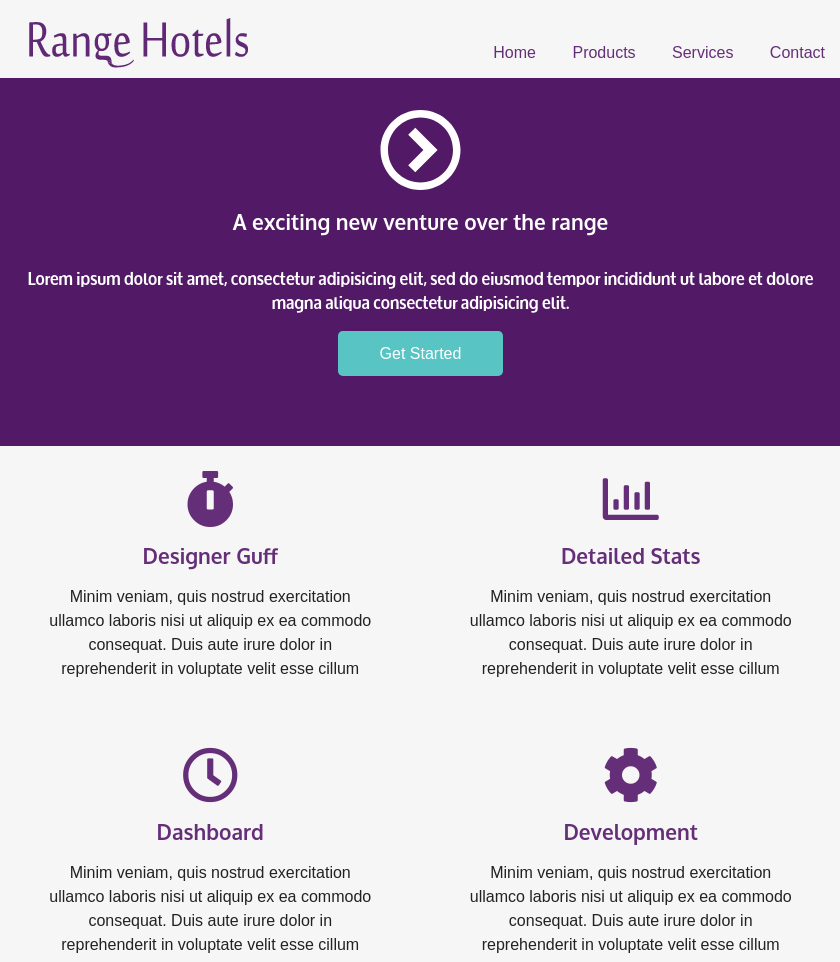 Range Hotels
Home Products Services Contact
A exciting new venture over the range
Lorem ipsum dolor sit amet, consectetur adipisicing elit, sed do eiusmod tempor incididunt ut labore et dolore
magna aliqua consectetur adipisicing elit.
Get Started
Designer Guff
Minim veniam, quis nostrud exercitation
ullamco laboris nisi ut aliquip ex ea commodo
consequat. Duis aute irure dolor in
reprehenderit in voluptate velit esse cillum
Detailed Stats
Minim veniam, quis nostrud exercitation
ullamco laboris nisi ut aliquip ex ea commodo
consequat. Duis aute irure dolor in
reprehenderit in voluptate velit esse cillum
Dashboard
Minim veniam, quis nostrud exercitation
ullamco laboris nisi ut aliquip ex ea commodo
consequat. Duis aute irure dolor in
reprehenderit in voluptate velit esse cillum
Development
Minim veniam, quis nostrud exercitation
ullamco laboris nisi ut aliquip ex ea commodo
consequat. Duis aute irure dolor in
reprehenderit in voluptate velit esse cillum